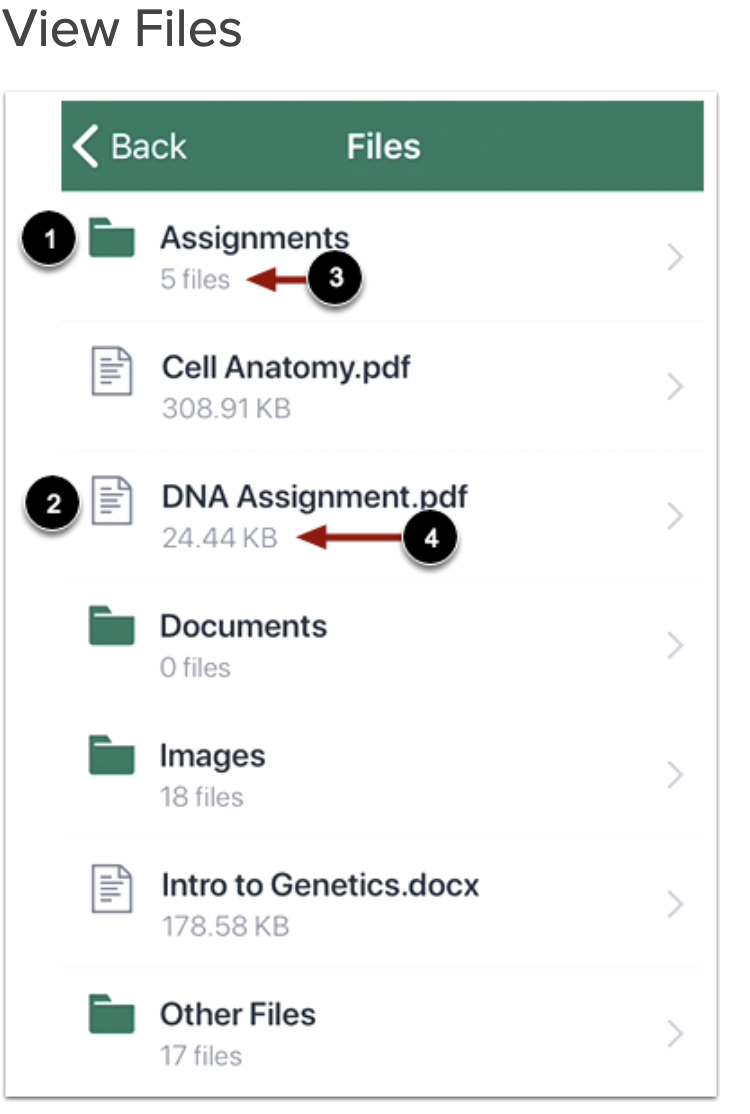 View Files
Back Files
1 Assignments
5 files 3
Cell Anatomy.pdf
308.91 KB
2 DNA Assignment.pdf
24.44 KB 4
Documents
0 files
Images
18 files
Intro to Genetics.docx
178.58 KB
Other Files
17 files